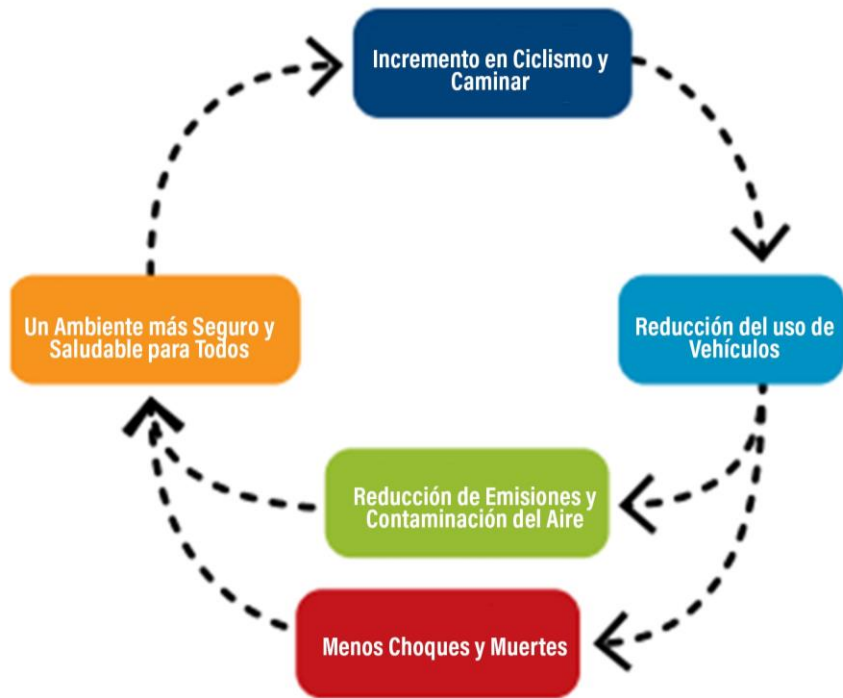 Incremento en Ciclismo y
Caminar
Un Ambiente más Seguro y
Saludable para Todos
Reducción del uso de
Vehículos
Reducción de Emisiones y
Contaminación del Aire
Menos Choques y Muertes